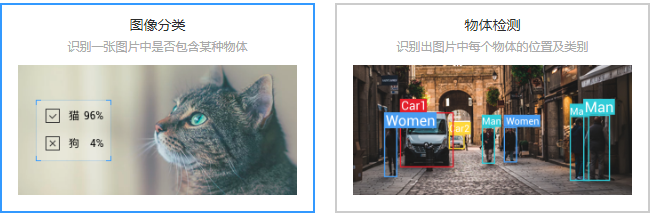 图像分类
识别一张图片中是否包含某种物体
猫 96%
狗 4%
物体检测
识别出图片中每个物体的位置及类别
Car1
Women
Man
Women
Ma
Man